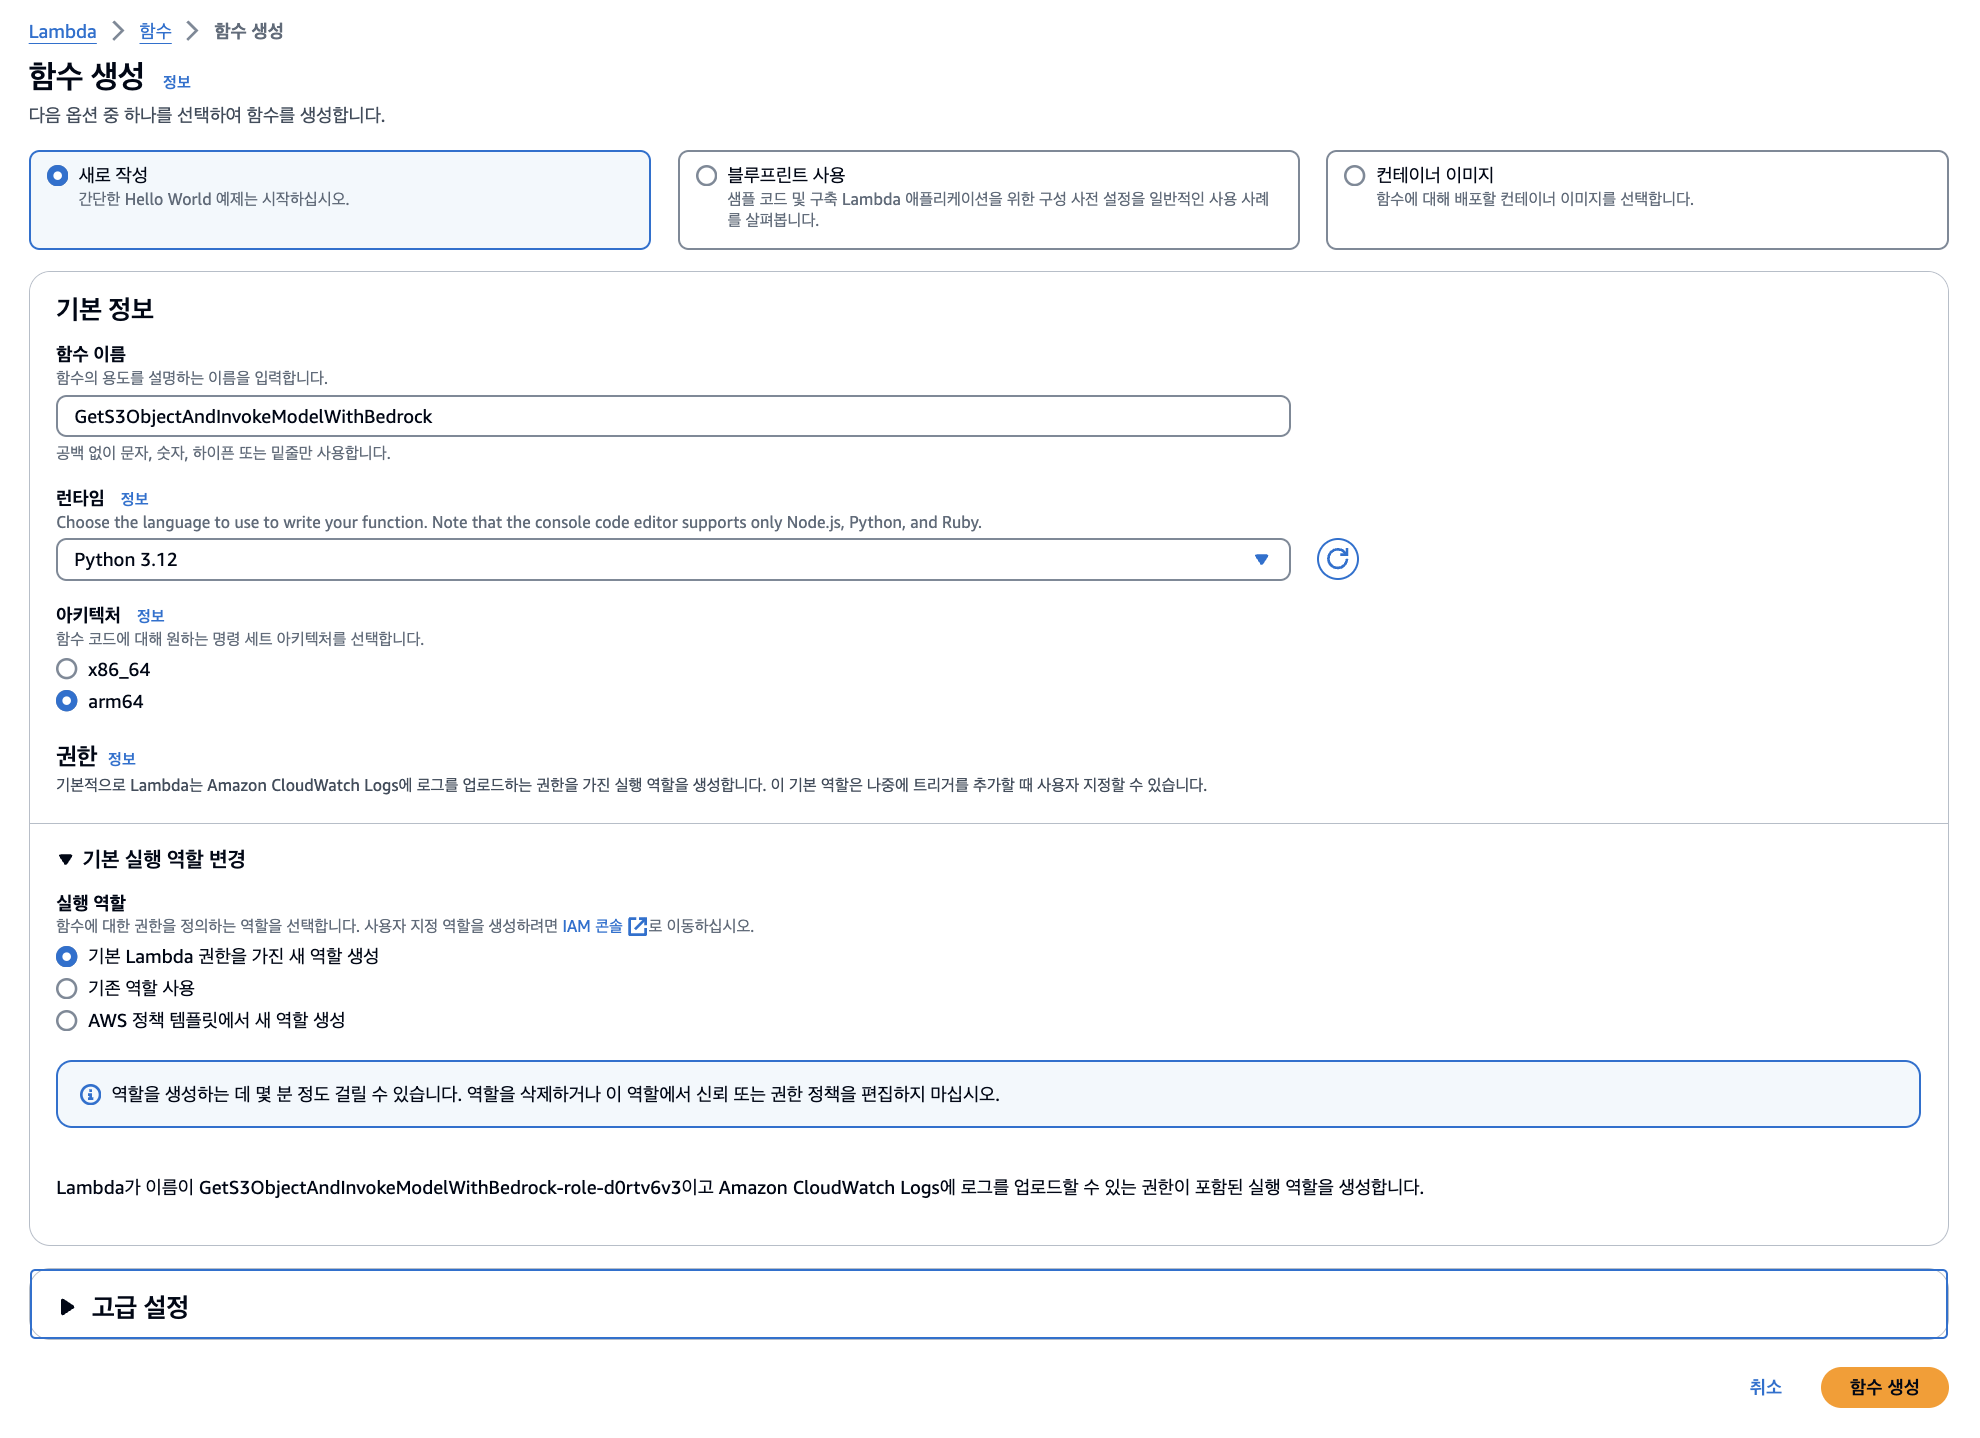 Lambda > 함수 > 함수 생성
함수 생성 정보
다음 옵션 중 하나를 선택하여 함수를 생성합니다.
새로 작성
간단한 Hello World 예제는 시작하십시오.
블루프린트 사용
샘플 코드 및 구축 Lambda 애플리케이션을 위한 구성 사전 설정을 일반적인 사용 사례
를 살펴봅니다.
컨테이너 이미지
함수에 대해 배포할 컨테이너 이미지를 선택합니다.
기본 정보
함수 이름
함수의 용도를 설명하는 이름을 입력합니다.
GetS3ObjectAndInvokeModelWithBedrock
공백 없이 문자, 숫자, 하이픈 또는 밑줄만 사용합니다.
런타임 정보
Choose the language to use to write your function. Note that the console code editor supports only Node.js, Python, and Ruby.
Python 3.12
아키텍처 정보
함수 코드에 대해 원하는 명령 세트 아키텍처를 선택합니다.
x86_64
arm64
권한 정보
기본적으로 Lambda는 Amazon CloudWatch Logs에 로그를 업로드하는 권한을 가진 실행 역할을 생성합니다. 이 기본 역할은 나중에 트리거를 추가할 때 사용자 지정할 수 있습니다.
기본 실행 역할 변경
실행 역할
함수에 대한 권한을 정의하는 역할을 선택합니다. 사용자 지정 역할을 생성하려면 IAM 콘솔 로 이동하십시오.
기본 Lambda 권한을 가진 새 역할 생성
기존 역할 사용
AWS 정책 템플릿에서 새 역할 생성
역할을 생성하는 데 몇 분 정도 걸릴 수 있습니다. 역할을 삭제하거나 이 역할에서 신뢰 또는 권한 정책을 편집하지 마십시오.
Lambda가 이름이 GetS3ObjectAndInvokeModelWithBedrock-role-d0rtv6v3이고 Amazon CloudWatch Logs에 로그를 업로드할 수 있는 권한이 포함된 실행 역할을 생성합니다.
고급 설정
취소
함수 생성